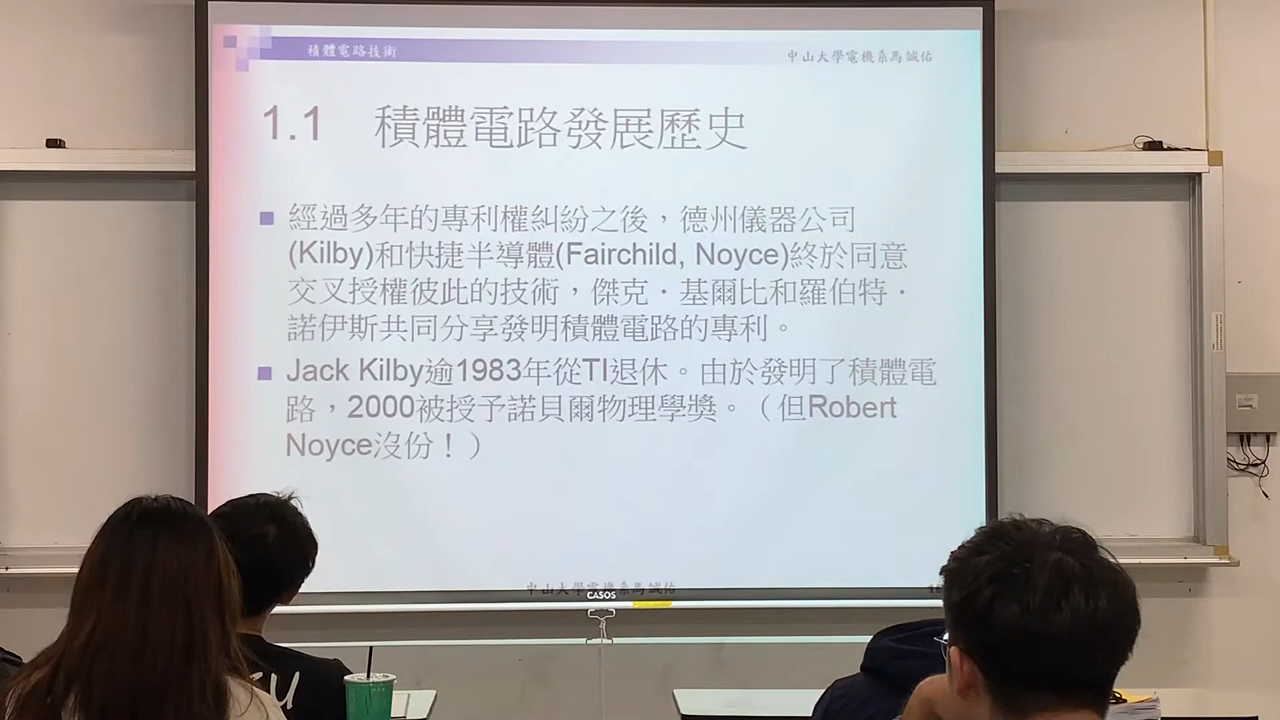 積體電路技術
中山大學電機系馬誠佑
1.1 積體電路發展歷史
經過多年的專利權糾紛之後，德州儀器公司
(Kilby)和快捷半導體(Fairchild, Noyce)終於同意
交叉授權彼此的技術，傑克．基爾比和羅伯特．
諾伊斯共同分享發明積體電路的專利。
Jack Kilby逾1983年從TI退休。由於發明了積體電
路，2000被授予諾貝爾物理學獎。（但Robert
Noyce沒份！）
中山大學電機系馬誠佑
CASOS